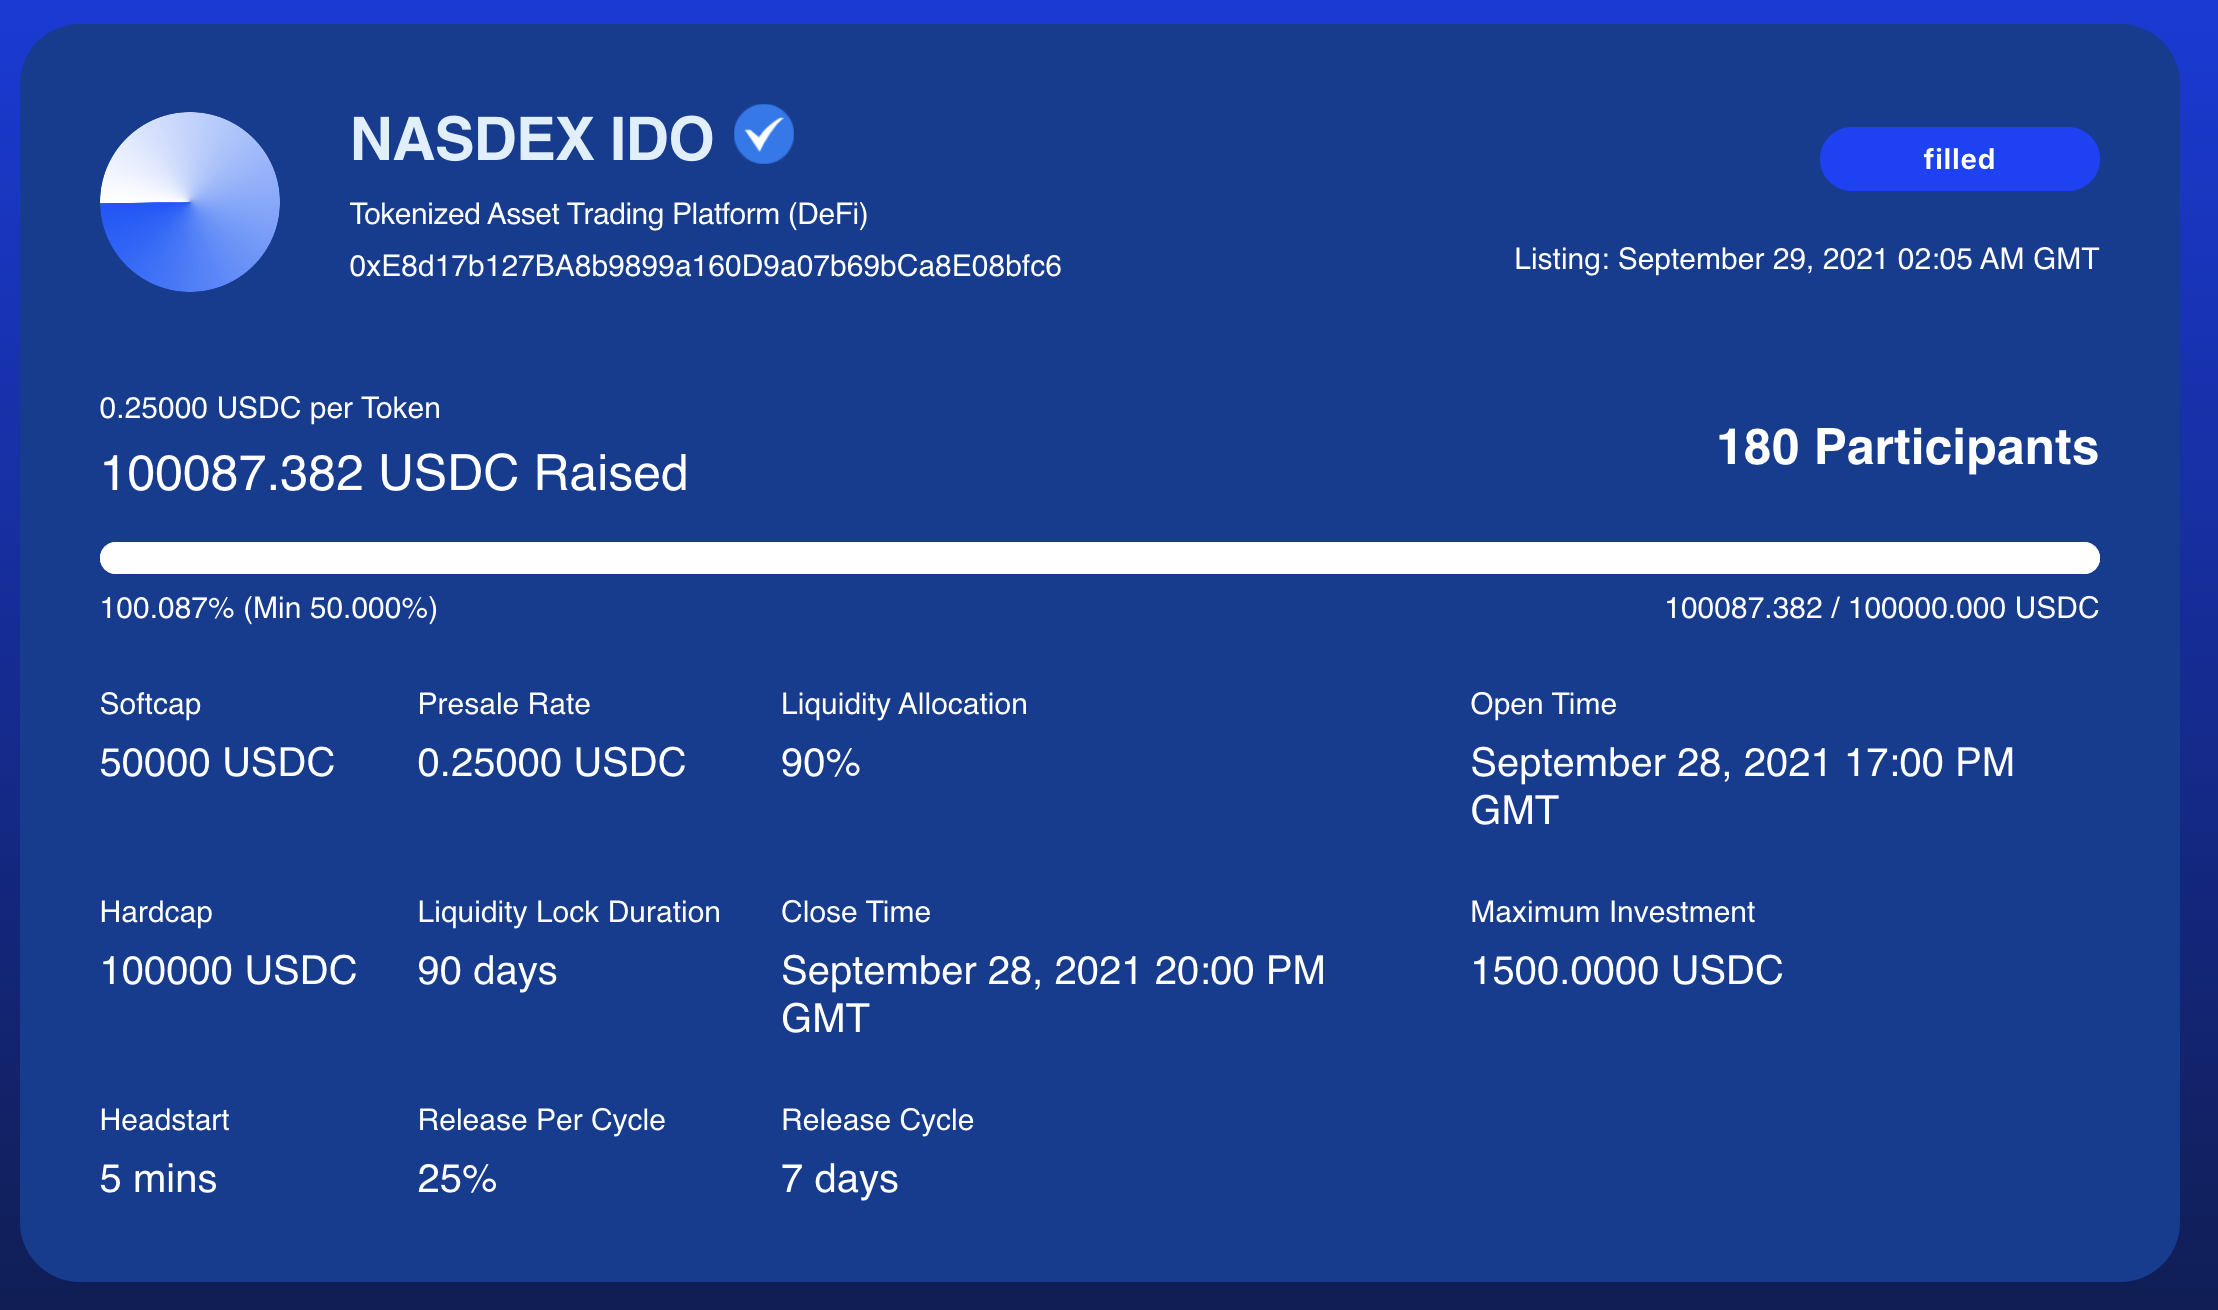 NASDEX IDO
Tokenized Asset Trading Platform (DeFi)
0xE8d17b127BA8b9899a160D9a07b69bCa8E08bfc6
filled
Listing: September 29, 2021 02:05 AM GMT
0.25000 USDC per Token
100087.382 USDC Raised
180 Participants
100.087% (Min 50.000%)
100087.382 / 100000.000 USDC
Softcap
50000 USDC
Presale Rate
0.25000 USDC
Liquidity Allocation
90%
Open Time
September 28, 2021 17:00 PM
GMT
Hardcap
100000 USDC
Liquidity Lock Duration
90 days
Close Time
September 28, 2021 20:00 PM
GMT
Maximum Investment
1500.0000 USDC
Headstart
5 mins
Release Per Cycle
25%
Release Cycle
7 days